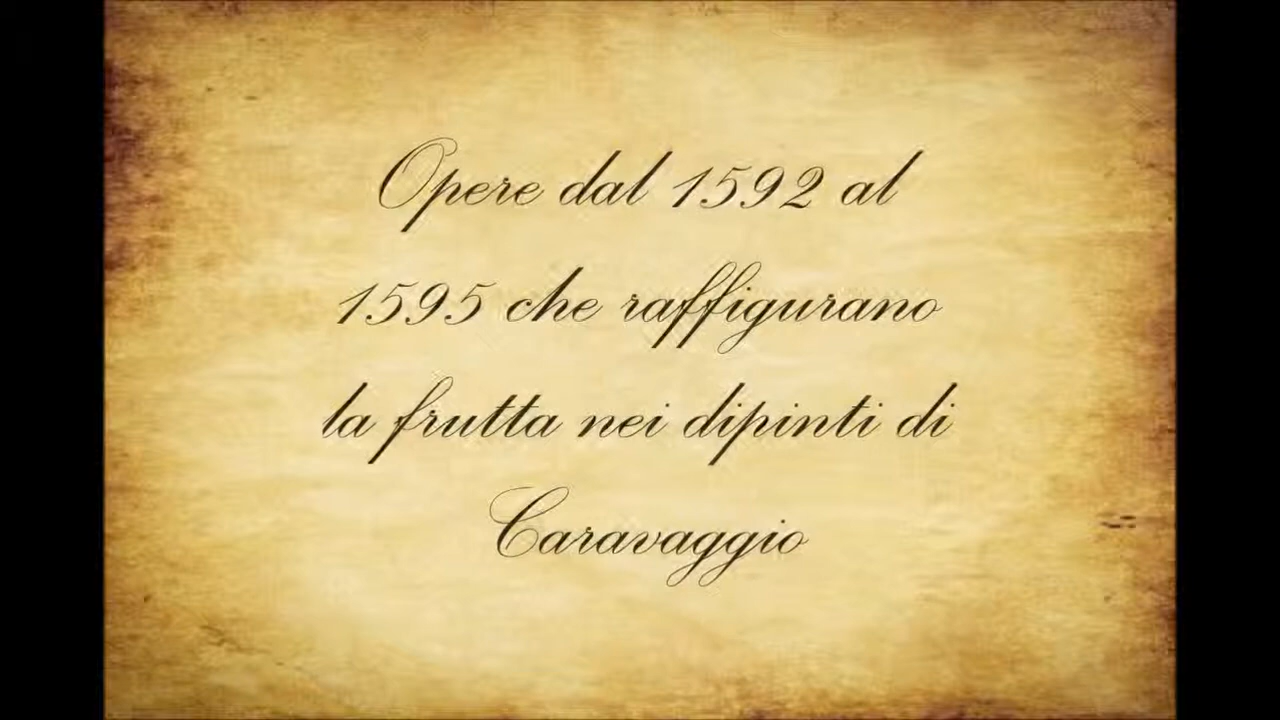 Opere dal 1592 al
1595 che raffigurano
la frutta nei dipinti di
Caravaggio